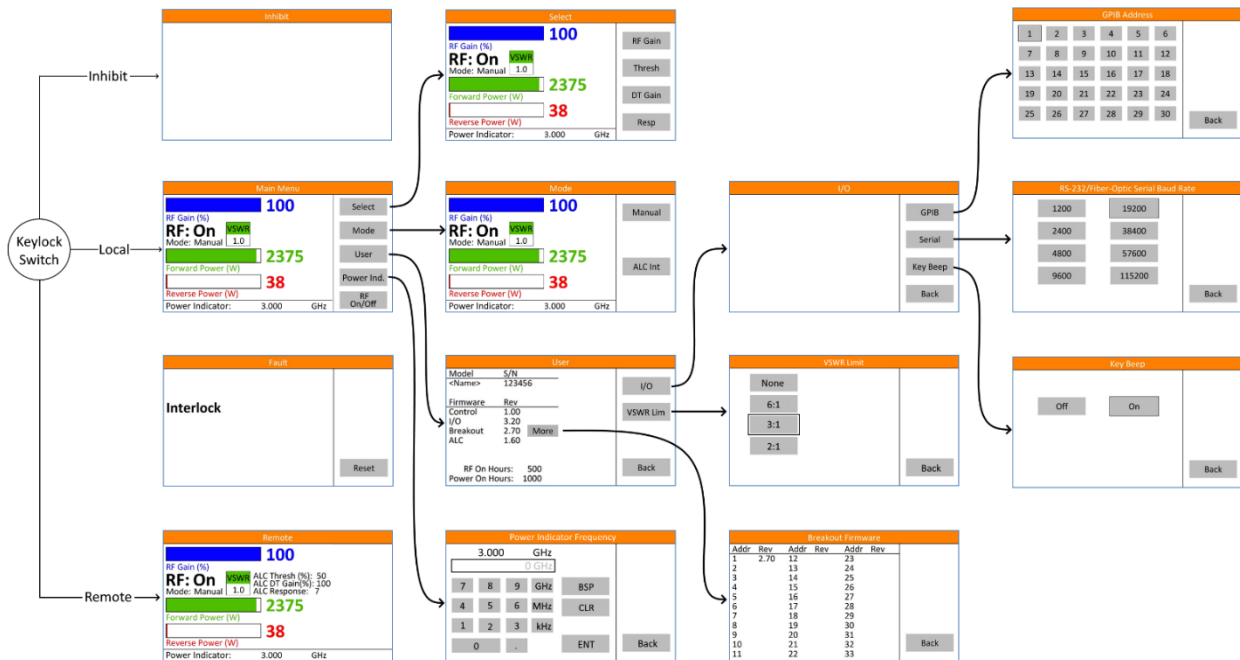 Keylock
Switch
Inhibit
Local
Remote
Inhibit
Select
100
RF Gain (%)
RF: On
VSWR
Mode: Manual
1.0
2375
Forward Power (W)
38
Reverse Power (W)
Power Indicator: 3.000 GHz
RF Gain
Thresh
DT Gain
Resp
GPIB Address
1 2 3 4 5 6
7 8 9 10 11 12
13 14 15 16 17 18
19 20 21 22 23 24
25 26 27 28 29 30
Back
Main Menu
100
RF Gain (%)
RF: On
VSWR
Mode: Manual
1.0
2375
Forward Power (W)
38
Reverse Power (W)
Power Indicator: 3.000 GHz
Select
Mode
User
Power Ind.
RF
On/Off
Mode
100
RF Gain (%)
RF: On
VSWR
Mode: Manual
1.0
2375
Forward Power (W)
38
Reverse Power (W)
Power Indicator: 3.000 GHz
Manual
ALC Int
I/O
GPIB
Serial
Key Beep
Back
RS-232/Fiber-Optic Serial Baud Rate
1200 19200
2400 38400
4800 57600
9600 115200
Back
Fault
Interlock
Reset
User
Model S/N
<Name> 123456
Firmware Rev
Control 1.00
I/O 3.20
Breakout 2.70 More
ALC 1.60
RF On Hours: 500
Power On Hours: 1000
I/O
VSWR Lim
Back
VSWR Limit
None
6:1
3:1
2:1
Back
Key Beep
Off On
Back
Remote
100
RF Gain (%)
RF: On
VSWR
Mode: Manual
1.0
ALC Thresh (%): 50
ALC DT Gain(%): 100
ALC Response: 7
2375
Forward Power (W)
38
Reverse Power (W)
Power Indicator: 3.000 GHz
Power Indicator Frequency
3.000 GHz
0 GHz
7 8 9 GHz BSP
4 5 6 MHz CLR
1 2 3 kHz
0 . ENT
Back
Breakout Firmware
Addr Rev Addr Rev Addr Rev
1 2.70 12 23
2 13 24
3 14 25
4 15 26
5 16 27
6 17 28
7 18 29
8 19 30
9 20 31
10 21 32
11 22 33
Back